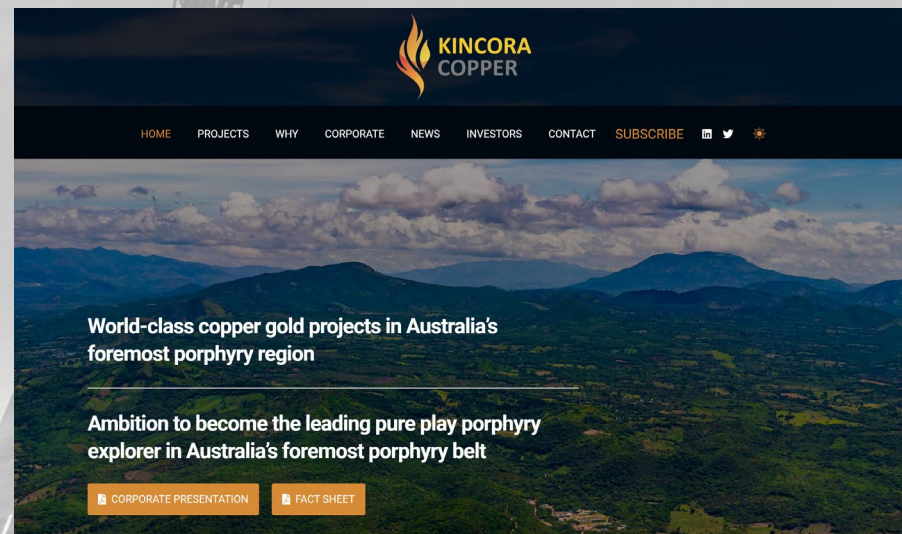 KINCORA
COPPER
HOME PROJECTS WHY CORPORATE NEWS INVESTORS CONTACT SUBSCRIBE
World-class copper gold projects in Australia's
foremost porphyry region
Ambition to become the leading pure play porphyry
explorer in Australia's foremost porphyry belt
CORPORATE PRESENTATION FACT SHEET